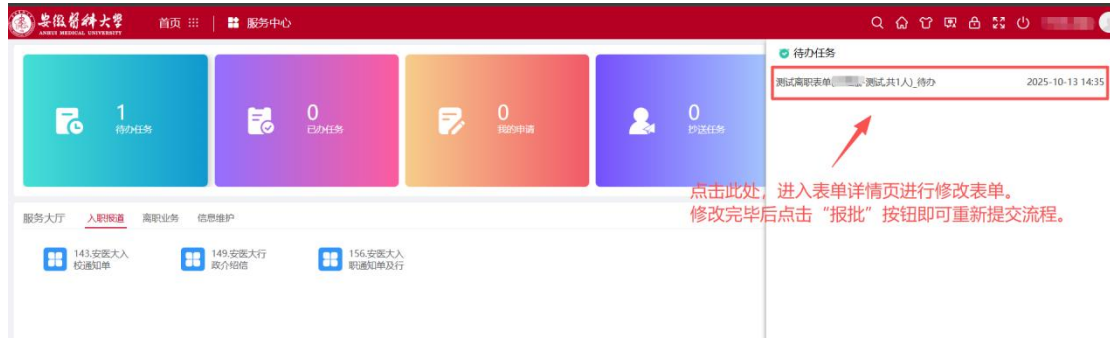 安徽医科大学
ANHUI MEDICAL UNIVERSITY
首页
服务中心
1
待办任务
0
已办任务
0
我的申请
0
抄送任务
待办任务
测试离职表单(
-测试,共1人)_待办
2025-10-13 14:35
点击此处，进入表单详情页进行修改表单。
修改完毕后点击“报批”按钮即可重新提交流程。
服务大厅 入职报道 离职业务 信息维护
143.安医大入
校通知单
149.安医大行
政介绍信
156.安医大入
职通知单及行